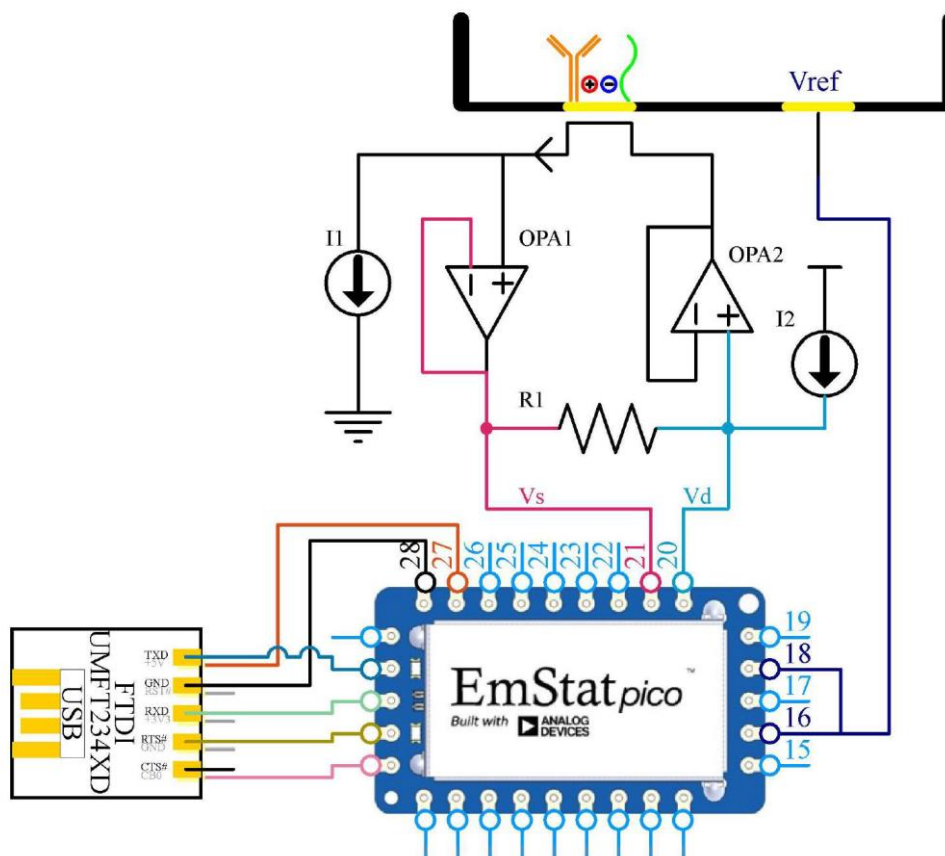 Vref
I1
OPA1
OPA2
I2
R1
Vs
Vd
28
27
26
25
24
23
22
21
20
19
18
17
16
15
EmStat pico ™
Built with ANALOG
DEVICES
FTDI
UMFT234XD
USB
TXD
+5V
GND
RST#
RXD
+3V3
RTS#
GND
CTS#
CB0